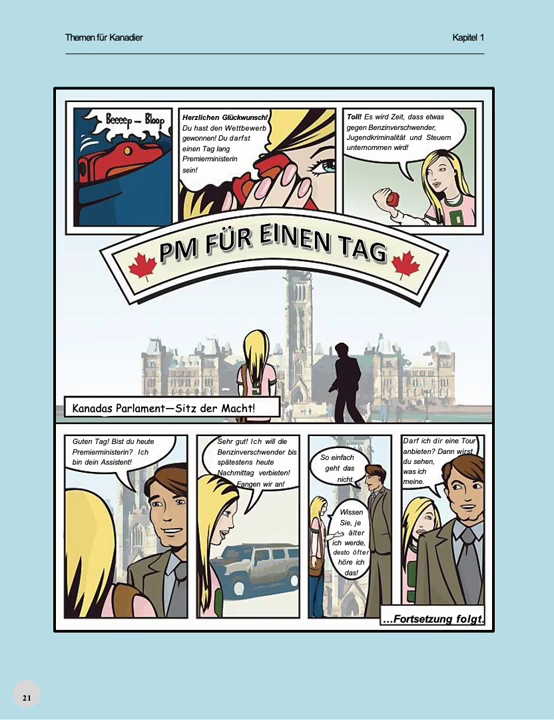 Themen für Kanadier
Kapitel 1
Beeeep — Bloop
Herzlichen Glückwunsch!
Du hast den Wettbewerb
gewonnen! Du darfst
einen Tag lang
Premierministerin
sein!
Toll! Es wird Zeit, dass etwas
gegen Benzinverschwender,
Jugendkriminalität und Steuern
unternommen wird!
PM FÜR EINEN TAG
Kanadas Parlament—Sitz der Macht!
Guten Tag! Bist du heute
Premierministerin? Ich
bin dein Assistent!
Sehr gut! Ich will die
Benzinverschwender bis
spätestens heute
Nachmittag verbieten!
Fangen wir an!
So einfach
geht das
nicht.
Wissen
Sie, je
älter
ich werde,
desto öfter
höre ich
das!
Darf ich dir eine Tour
anbieten? Dann wirst
du sehen,
was ich
meine.
...Fortsetzung folgt.
21